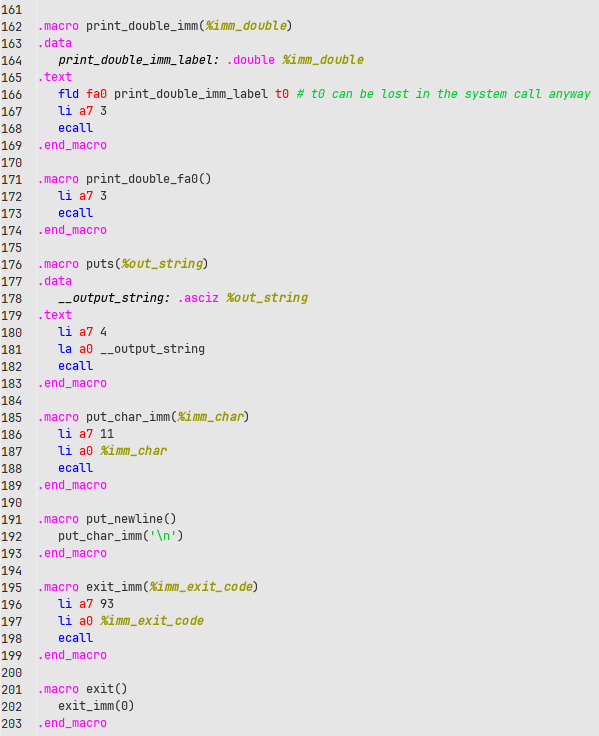 161
162 .macro print_double_imm(%imm_double)
163 .data
164    print_double_imm_label: .double %imm_double
165 .text
166    fld fa0 print_double_imm_label t0 # t0 can be lost in the system call anyway
167    li a7 3
168    ecall
169 .end_macro
170
171 .macro print_double_fa0()
172    li a7 3
173    ecall
174 .end_macro
175
176 .macro puts(%out_string)
177 .data
178    __output_string: .asciz %out_string
179 .text
180    li a7 4
181    la a0 __output_string
182    ecall
183 .end_macro
184
185 .macro put_char_imm(%imm_char)
186    li a7 11
187    li a0 %imm_char
188    ecall
189 .end_macro
190
191 .macro put_newline()
192    put_char_imm('\n')
193 .end_macro
194
195 .macro exit_imm(%imm_exit_code)
196    li a7 93
197    li a0 %imm_exit_code
198    ecall
199 .end_macro
200
201 .macro exit()
202    exit_imm(0)
203 .end_macro